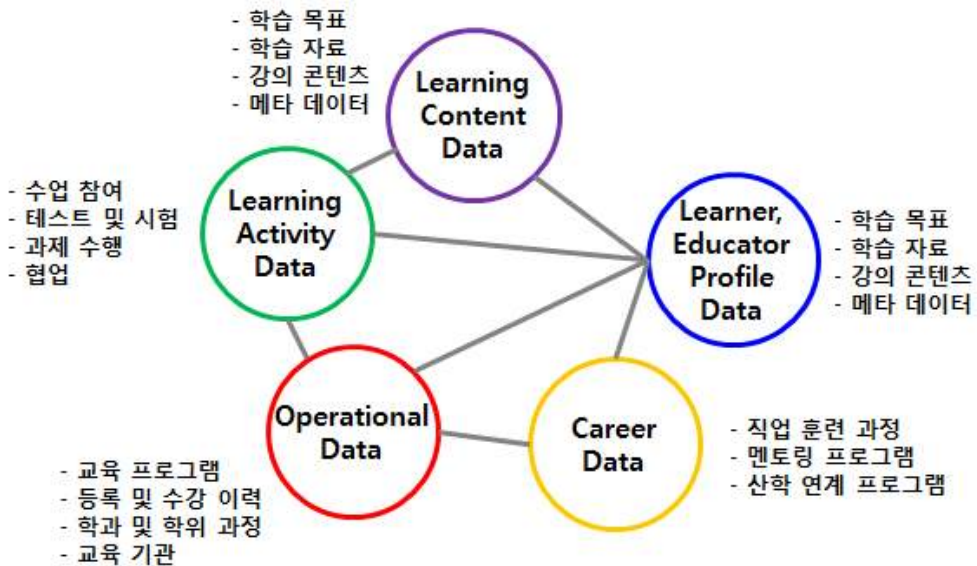 - 학습 목표
- 학습 자료
- 강의 콘텐츠
- 메타 데이터
Learning
Content
Data
- 수업 참여
- 테스트 및 시험
- 과제 수행
- 협업
Learning
Activity
Data
Learner,
Educator
Profile
Data
- 학습 목표
- 학습 자료
- 강의 콘텐츠
- 메타 데이터
Operational
Data
- 교육 프로그램
- 등록 및 수강 이력
- 학과 및 학위 과정
- 교육 기관
Career
Data
- 직업 훈련 과정
- 멘토링 프로그램
- 산학 연계 프로그램